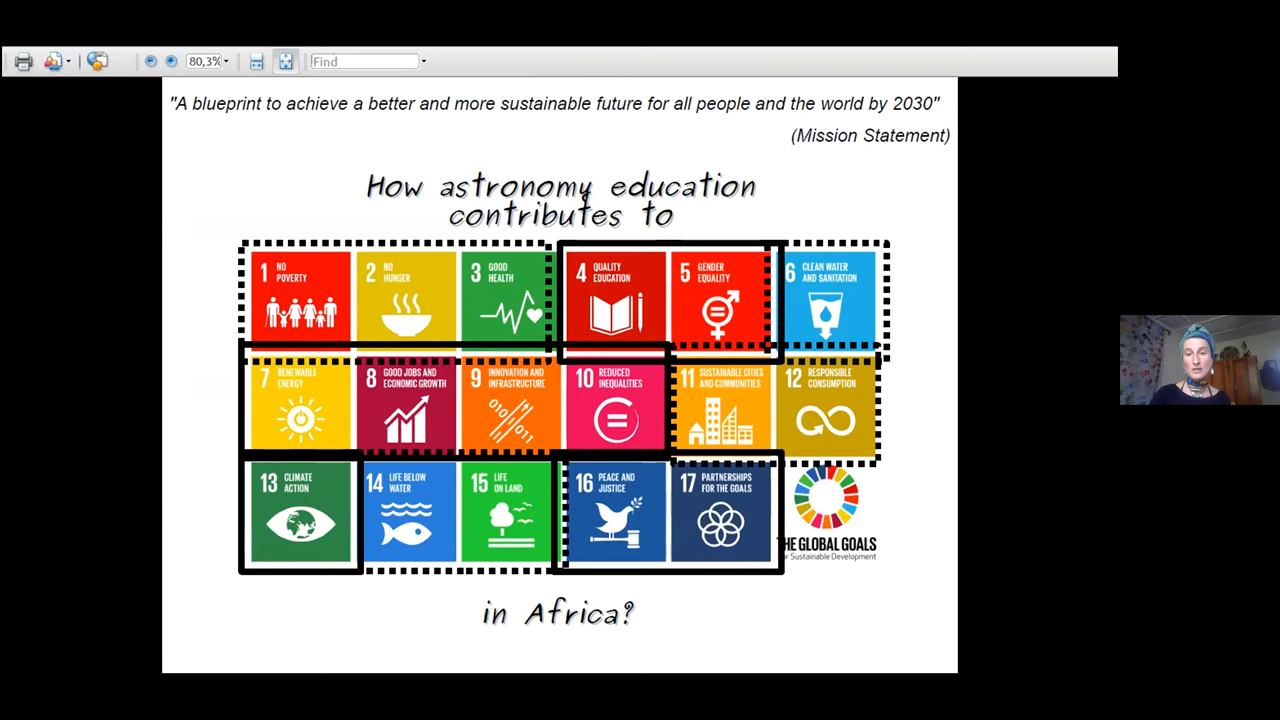 80,3%
Find
"A blueprint to achieve a better and more sustainable future for all people and the world by 2030"
(Mission Statement)
How astronomy education
contributes to
1 NO
POVERTY
2 NO
HUNGER
3 GOOD
HEALTH
4 QUALITY
EDUCATION
5 GENDER
EQUALITY
6 CLEAN WATER
AND SANITATION
7 RENEWABLE
ENERGY
8 GOOD JOBS AND
ECONOMIC GROWTH
9 INNOVATION AND
INFRASTRUCTURE
010
011
10 REDUCED
INEQUALITIES
11 SUSTAINABLE CITIES
AND COMMUNITIES
12 RESPONSIBLE
CONSUMPTION
13 CLIMATE
ACTION
14 LIFE BELOW
WATER
15 LIFE
ON LAND
16 PEACE AND
JUSTICE
17 PARTNERSHIPS
FOR THE GOALS
THE GLOBAL GOALS
For Sustainable Development
in Africa?